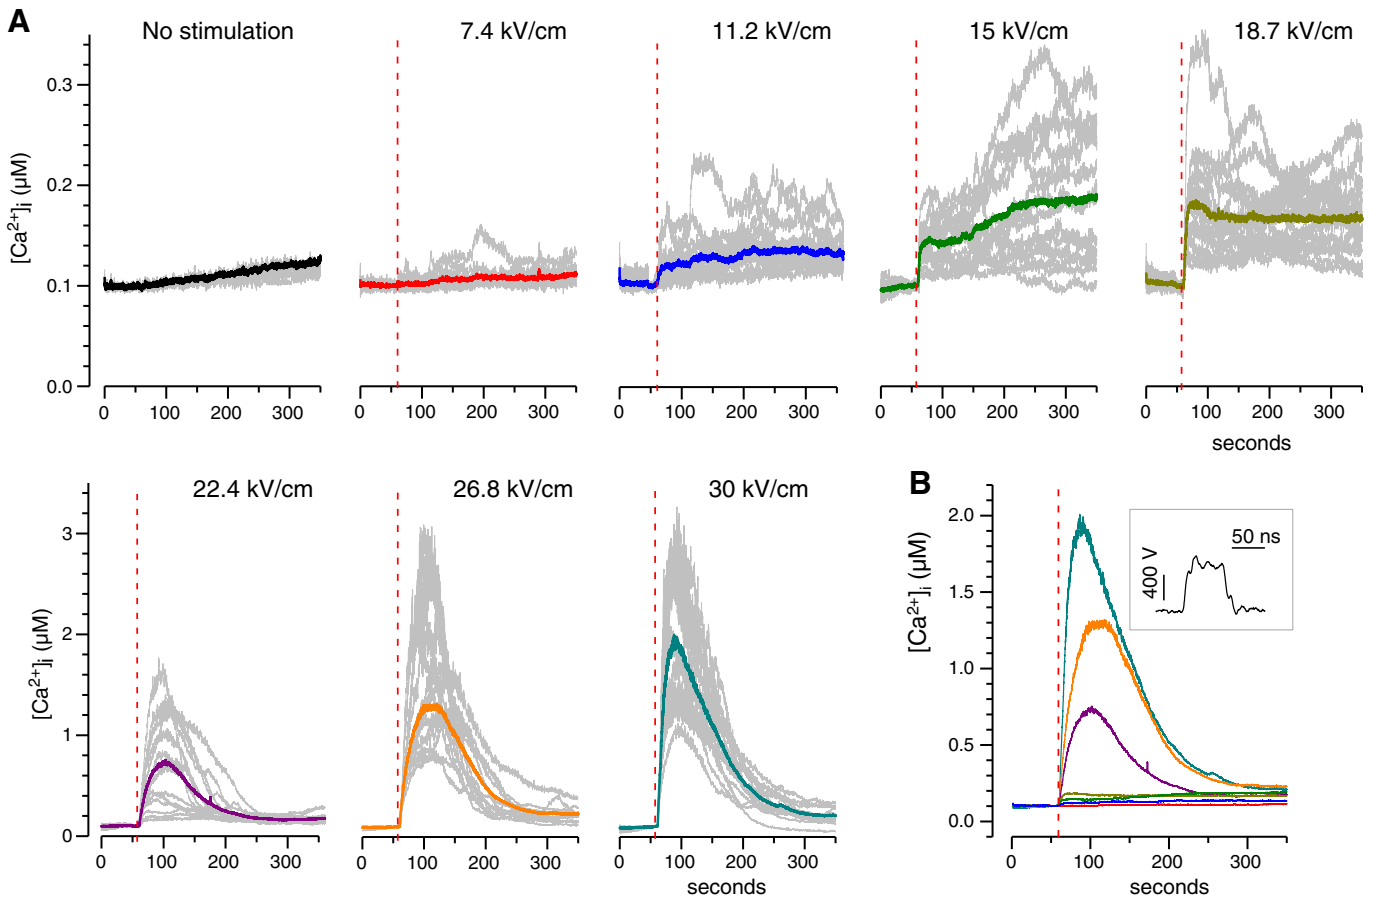 A
No stimulation
7.4 kV/cm
11.2 kV/cm
15 kV/cm
18.7 kV/cm
[Ca2+]i (μM)
0.3
0.2
0.1
0.0
0 100 200 300
0 100 200 300
0 100 200 300
0 100 200 300
0 100 200 300
seconds
22.4 kV/cm
26.8 kV/cm
30 kV/cm
[Ca2+]i (μM)
3
2
1
0
0 100 200 300
0 100 200 300
0 100 200 300
seconds
B
[Ca2+]i (μM)
2.0
1.5
1.0
0.5
0.0
50 ns
400 V
0 100 200 300
seconds